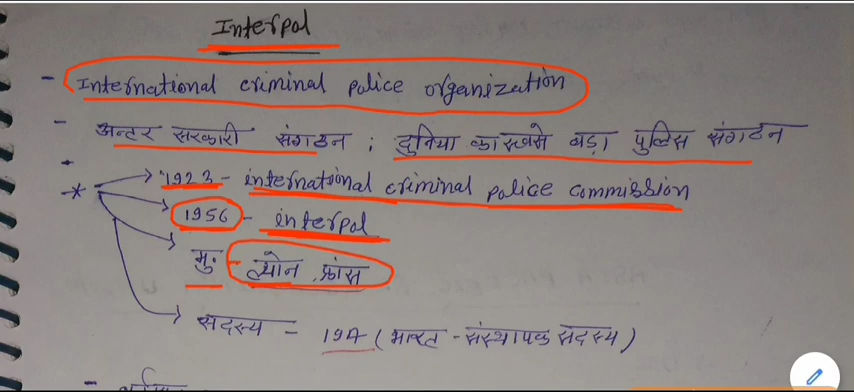 Interpol
- International criminal police organization
- अन्टर सरकारी संगठन ; दुनिया का सबसे बड़ा पुलिस संगठन
* → 1923 - international criminal police commission
→ 1956 - interpol
→ मु. - ल्योन फ्रांस
→ सदस्य - 194 (भारत - संस्थापक सदस्य)